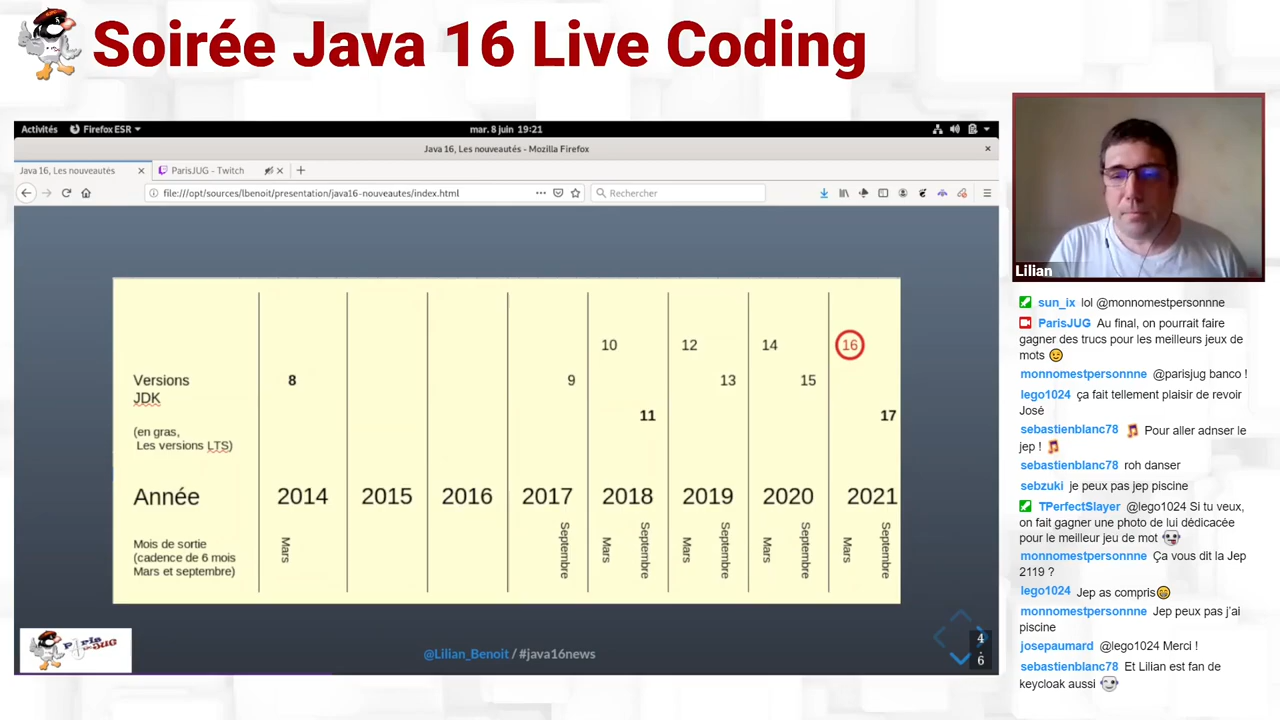 Soirée Java 16 Live Coding
Activités
Firefox ESR
mar. 8 juin 19:21
Java 16, Les nouveautés - Mozilla Firefox
Java 16, Les nouveautés
ParisJUG - Twitch
file:///opt/sources/lbenoit/presentation/java16-nouveautes/index.html
Rechercher
Versions
JDK
(en gras,
Les versions LTS)
8
9
10
11
12
13
14
15
16
17
Année
2014
2015
2016
2017
2018
2019
2020
2021
Mois de sortie
(cadence de 6 mois
Mars et septembre)
Mars
Septembre
Mars
Septembre
Mars
Septembre
Mars
Septembre
Mars
Septembre
Paris
JUG
@Lilian_Benoit / #java16news
4
.
6
Lilian
sun_ix lol @monnomestpersonnne
ParisJUG Au final, on pourrait faire
gagner des trucs pour les meilleurs jeux de
mots 😉
monnomestpersonnne @parisjug banco !
lego1024 ça fait tellement plaisir de revoir
José
sebastienblanc78 🎵 Pour aller adnser le
jep ! 🎵
sebastienblanc78 roh danser
sebzuki je peux pas jep piscine
TPerfectSlayer @lego1024 Si tu veux,
on fait gagner une photo de lui dédicacée
pour le meilleur jeu de mot
monnomestpersonnne Ça vous dit la Jep
2119 ?
lego1024 Jep as compris😁
monnomestpersonnne Jep peux pas j'ai
piscine
josepaumard @lego1024 Merci !
sebastienblanc78 Et Lilian est fan de
keycloak aussi